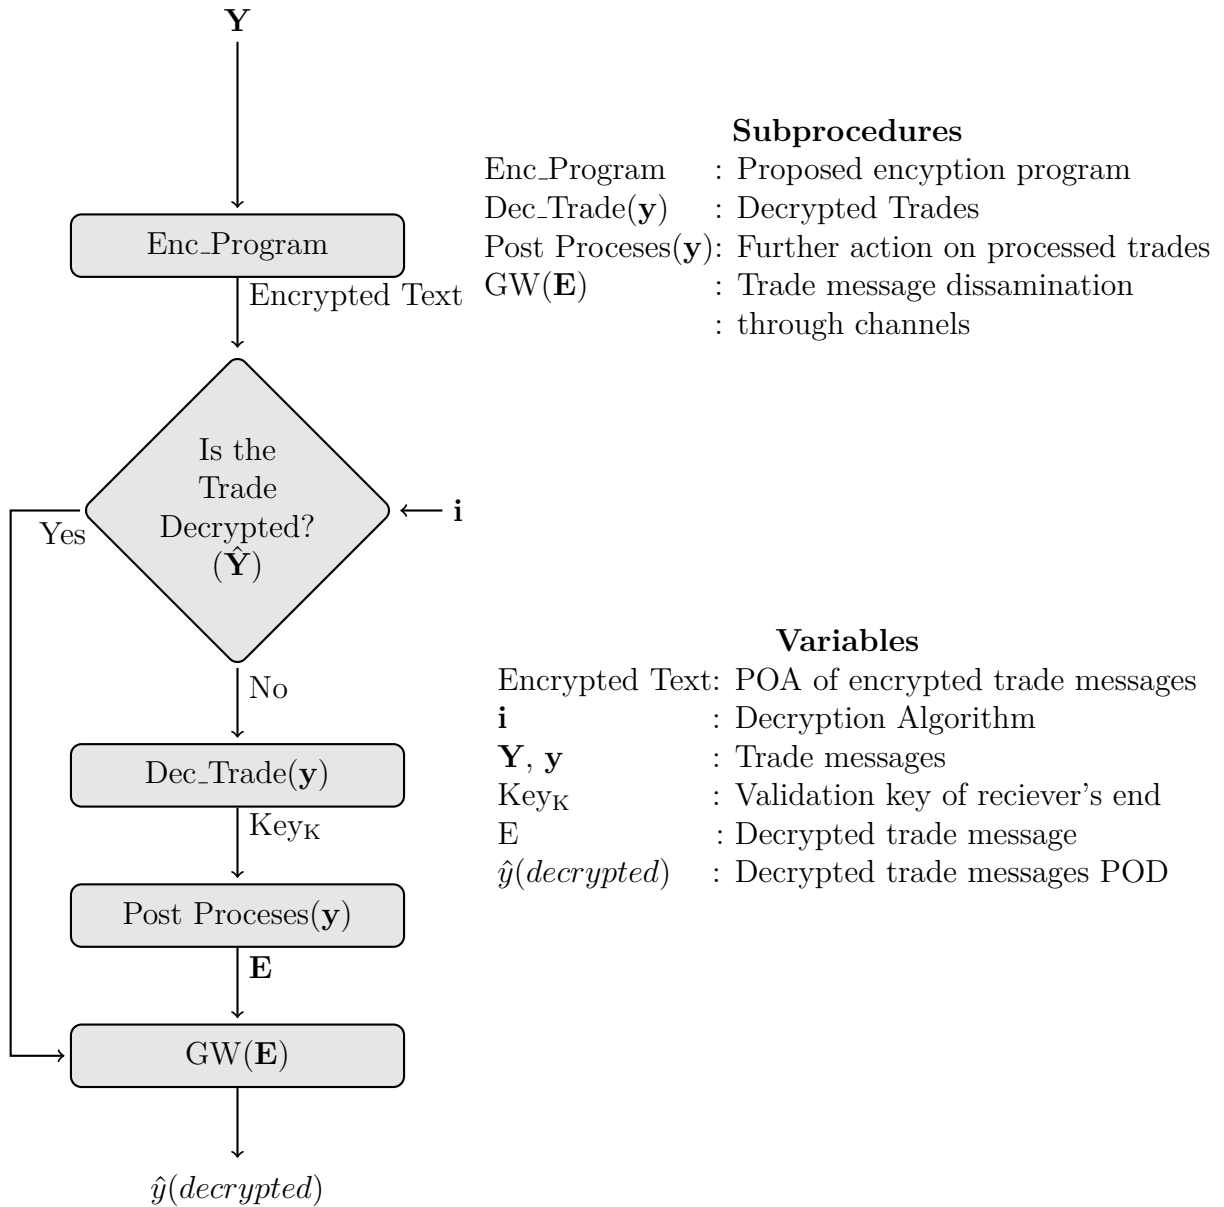 Y
Enc_Program
Encrypted Text
Is the
Trade
Decrypted?
(Ŷ)
i
Yes
No
Dec_Trade(y)
Key_K
Post Proceses(y)
E
GW(E)
ŷ(decrypted)
Subprocedures
Enc_Program : Proposed encyption program
Dec_Trade(y) : Decrypted Trades
Post Proceses(y): Further action on processed trades
GW(E) : Trade message dissamination
: through channels
Variables
Encrypted Text: POA of encrypted trade messages
i : Decryption Algorithm
Y, y : Trade messages
Key_K : Validation key of reciever's end
E : Decrypted trade message
ŷ(decrypted) : Decrypted trade messages POD